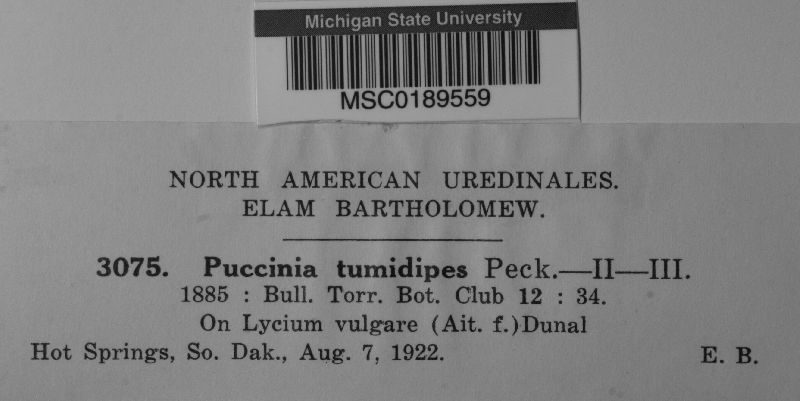 Michigan State University
MSC0189559
NORTH AMERICAN UREDINALES.
ELAM BARTHOLOMEW.
3075. Puccinia tumidipes Peck.—II—III.
1885 : Bull. Torr. Bot. Club 12 : 34.
On Lycium vulgare (Ait. f.)Dunal
Hot Springs, So. Dak., Aug. 7, 1922. E. B.